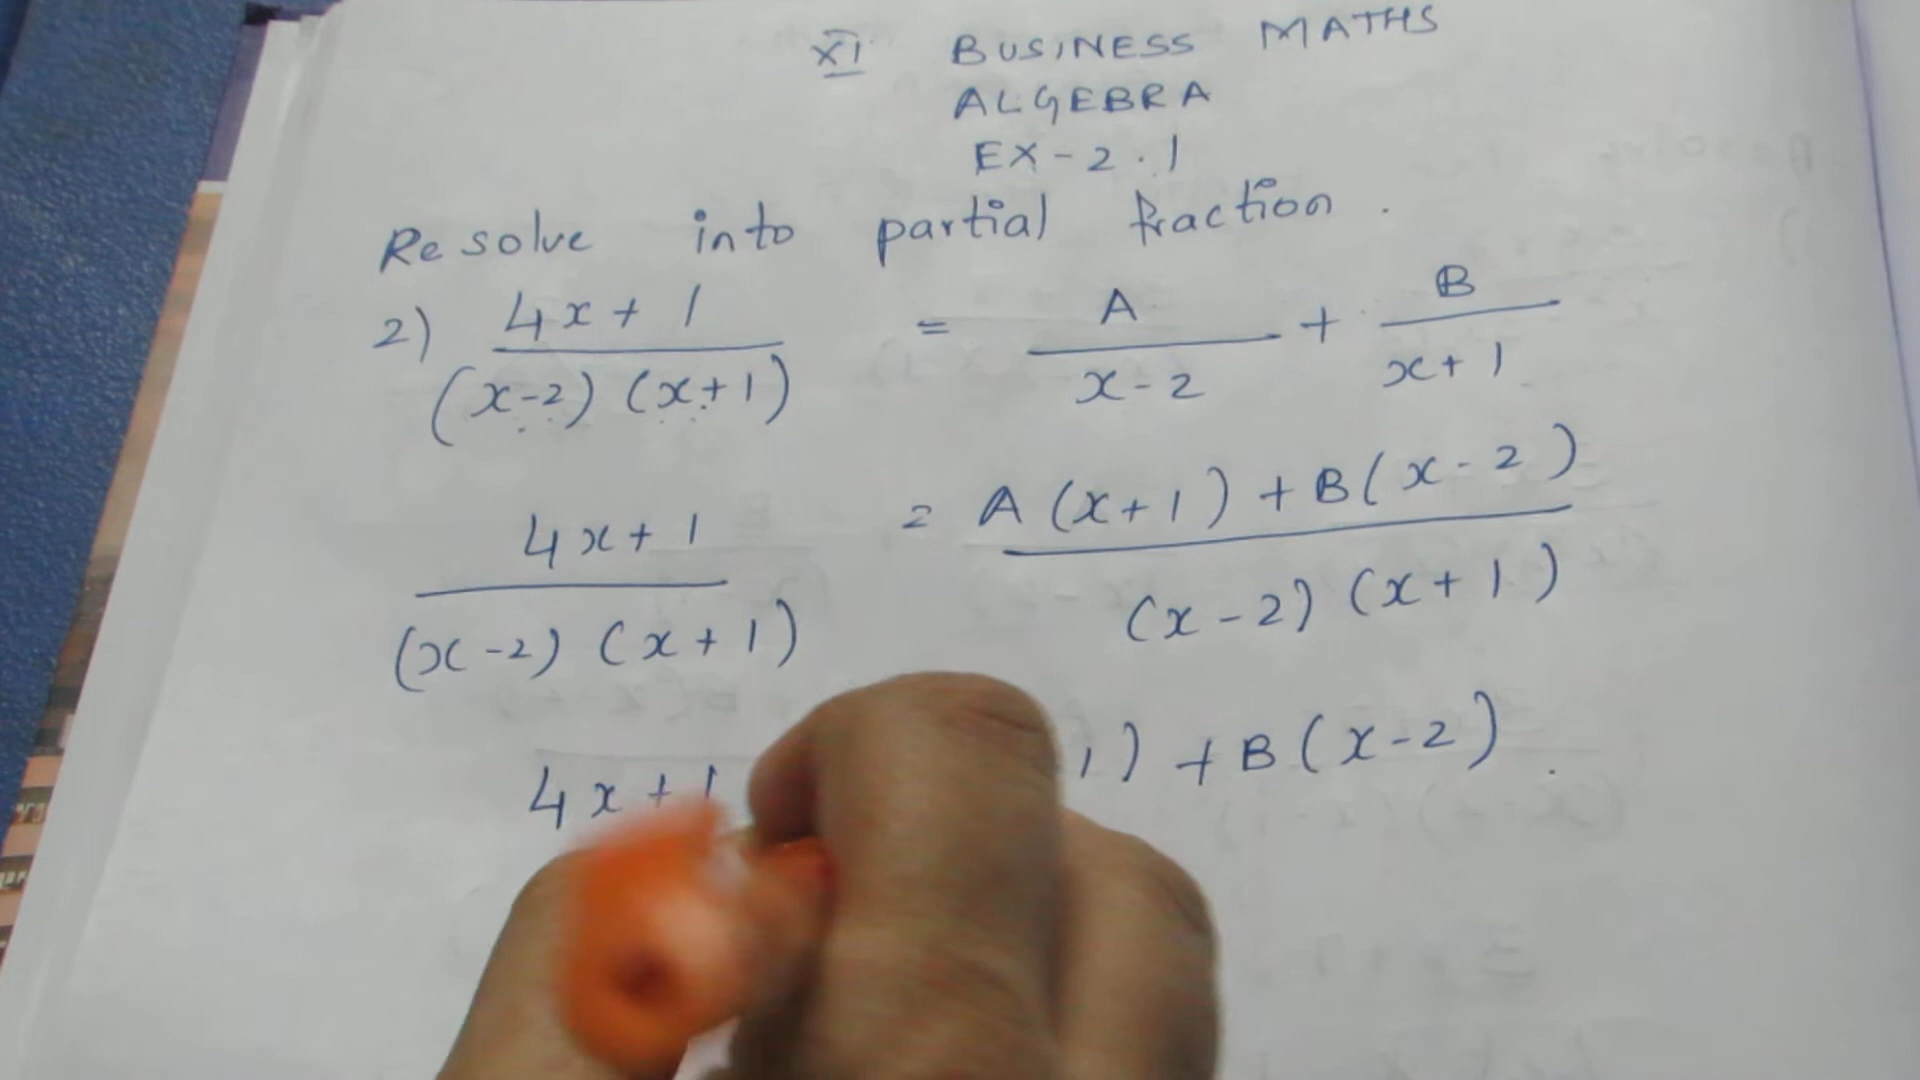 XI BUSINESS MATHS
ALGEBRA
EX-2.1
Resolve into partial fraction.
2) 4x+1 = A + B
(x-2) (x+1) x-2 x+1
4x+1 = A(x+1)+B(x-2)
(x-2) (x+1) (x-2) (x+1)
4x+1 1) +B(x-2)